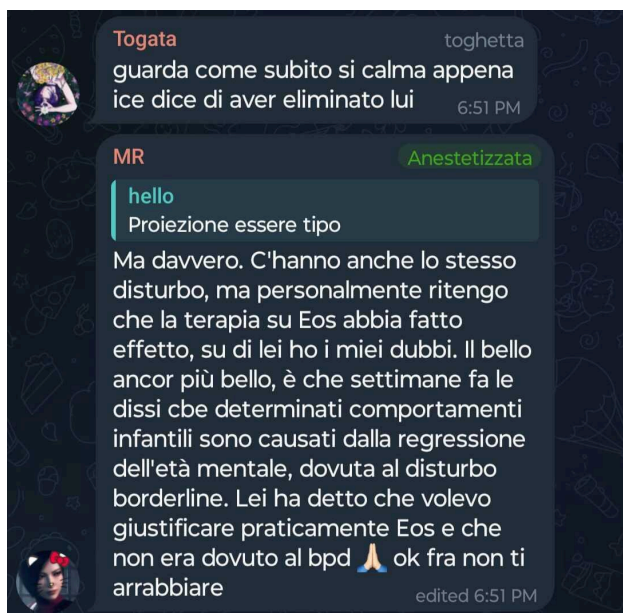 Togata toghetta
guarda come subito si calma appena
ice dice di aver eliminato lui 6:51 PM
MR Anestetizzata
hello
Proiezione essere tipo
Ma davvero. C'hanno anche lo stesso
disturbo, ma personalmente ritengo
che la terapia su Eos abbia fatto
effetto, su di lei ho i miei dubbi. Il bello
ancor più bello, è che settimane fa le
dissi cbe determinati comportamenti
infantili sono causati dalla regressione
dell'età mentale, dovuta al disturbo
borderline. Lei ha detto che volevo
giustificare praticamente Eos e che
non era dovuto al bpd 🙏🏻 ok fra non ti
arrabbiare edited 6:51 PM